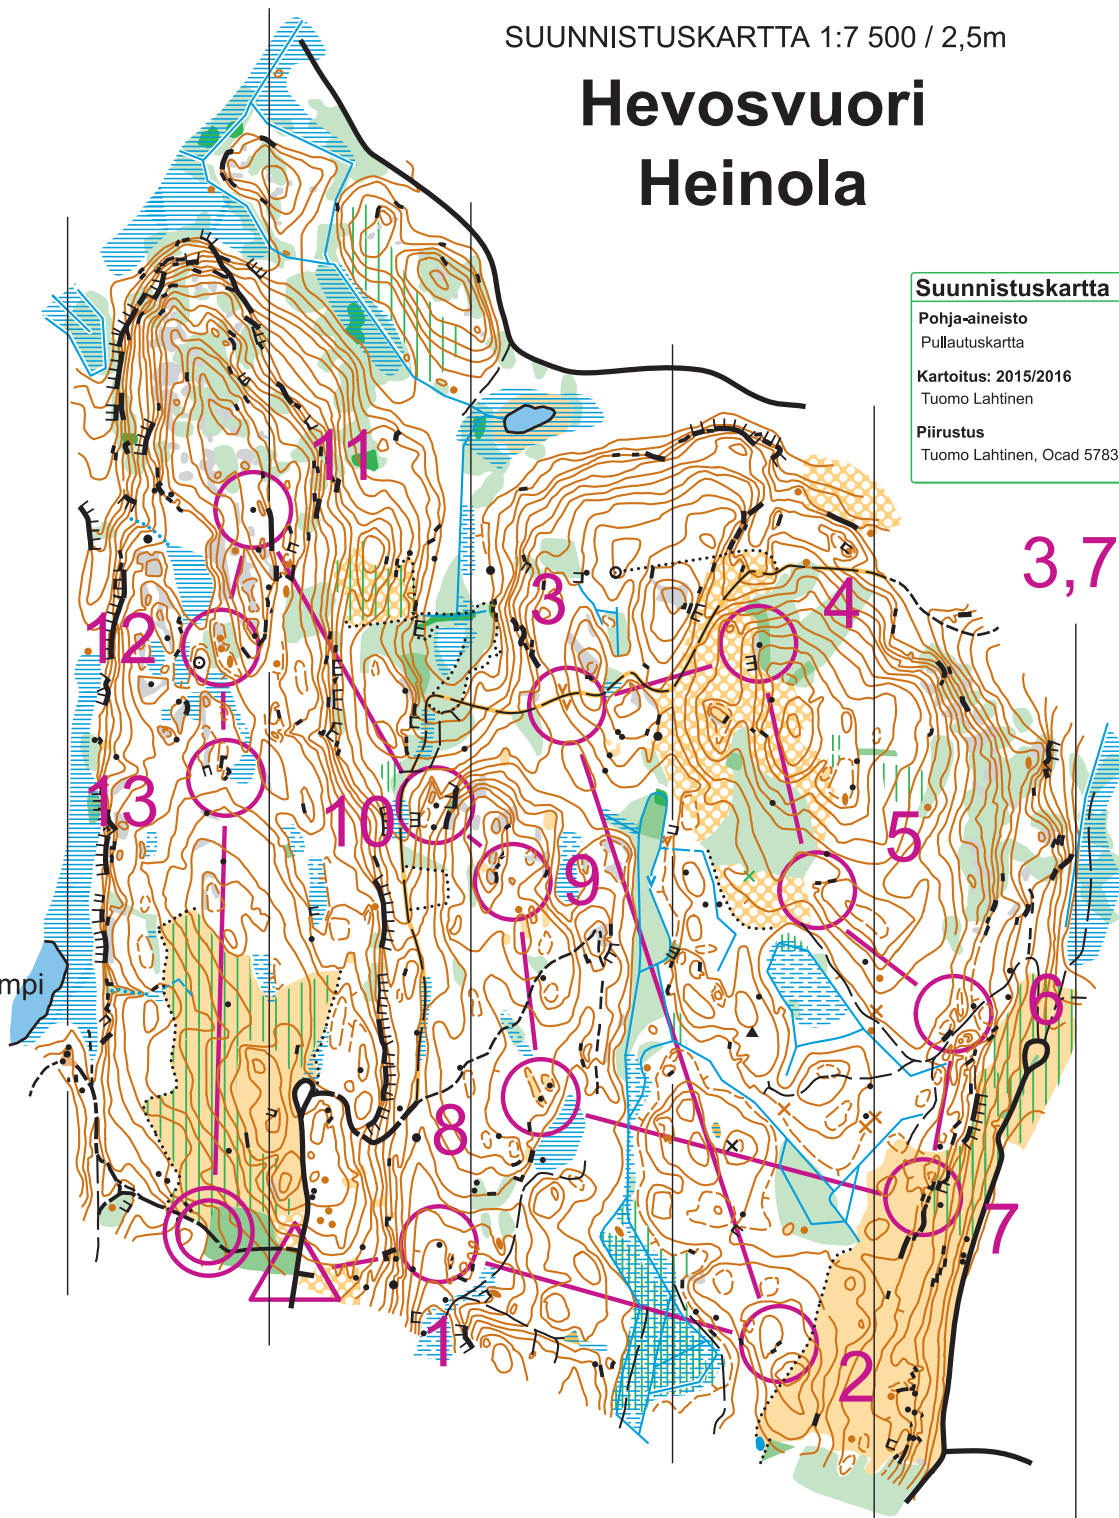 SUUNNISTUSKARTTA 1:7 500 / 2,5m
Hevosvuori
Heinola
Suunnistuskartta
Pohja-aineisto
Pullautuskartta
Kartoitus: 2015/2016
Tuomo Lahtinen
Piirustus
Tuomo Lahtinen, Ocad 5783
3,7
11
3
4
12
13
10
9
5
mpi
6
8
7
1
2